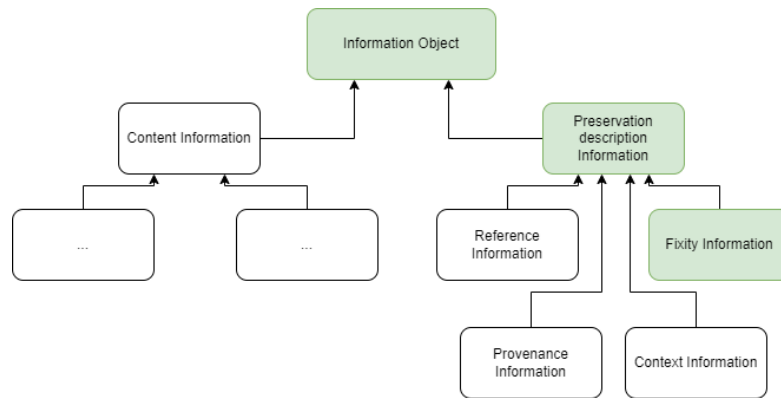 Information Object
Content Information
Preservation
description
Information
...
...
Reference
Information
Fixity Information
Provenance
Information
Context Information